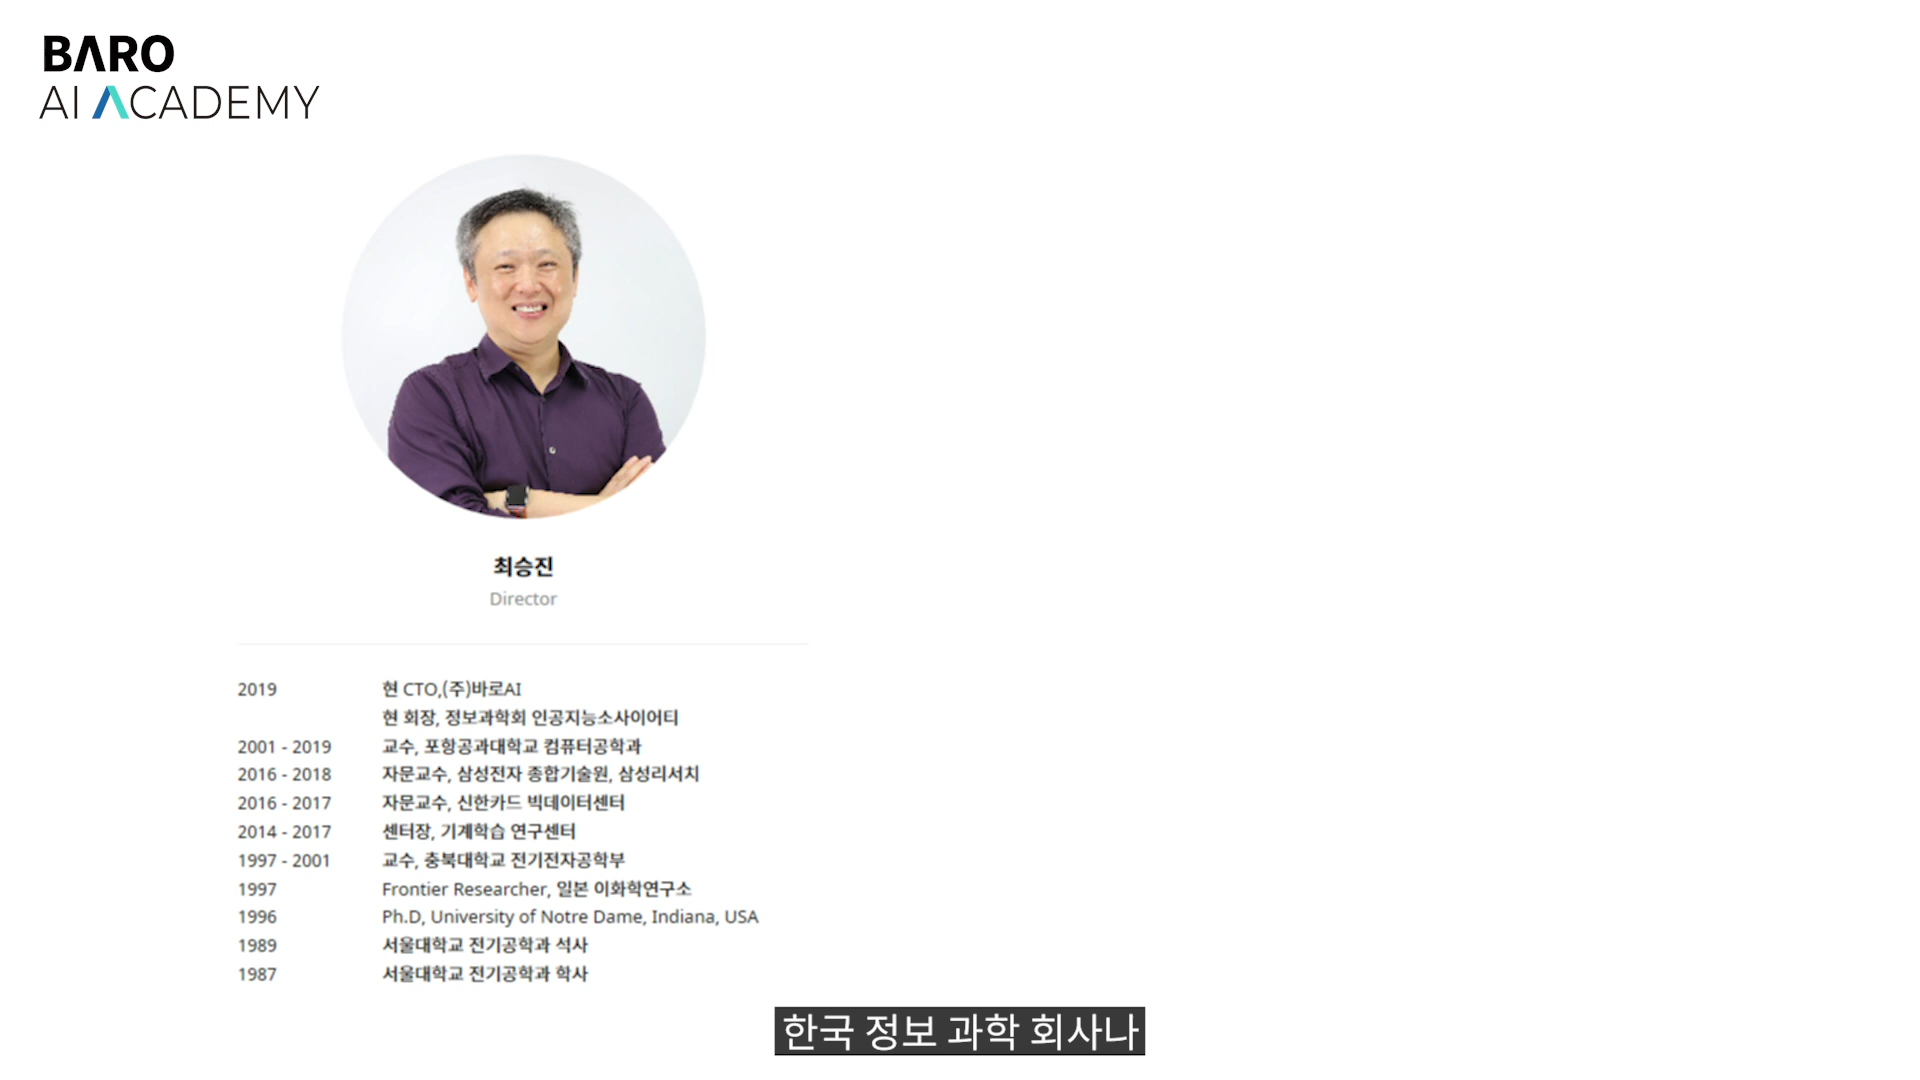 BARO
AI ACADEMY
최승진
Director
2019 현 CTO,(주)바로AI
현 회장, 정보과학회 인공지능소사이어티
2001 - 2019 교수, 포항공과대학교 컴퓨터공학과
2016 - 2018 자문교수, 삼성전자 종합기술원, 삼성리서치
2016 - 2017 자문교수, 신한카드 빅데이터센터
2014 - 2017 센터장, 기계학습 연구센터
1997 - 2001 교수, 충북대학교 전기전자공학부
1997 Frontier Researcher, 일본 이화학연구소
1996 Ph.D, University of Notre Dame, Indiana, USA
1989 서울대학교 전기공학과 석사
1987 서울대학교 전기공학과 학사
한국 정보 과학 회사나